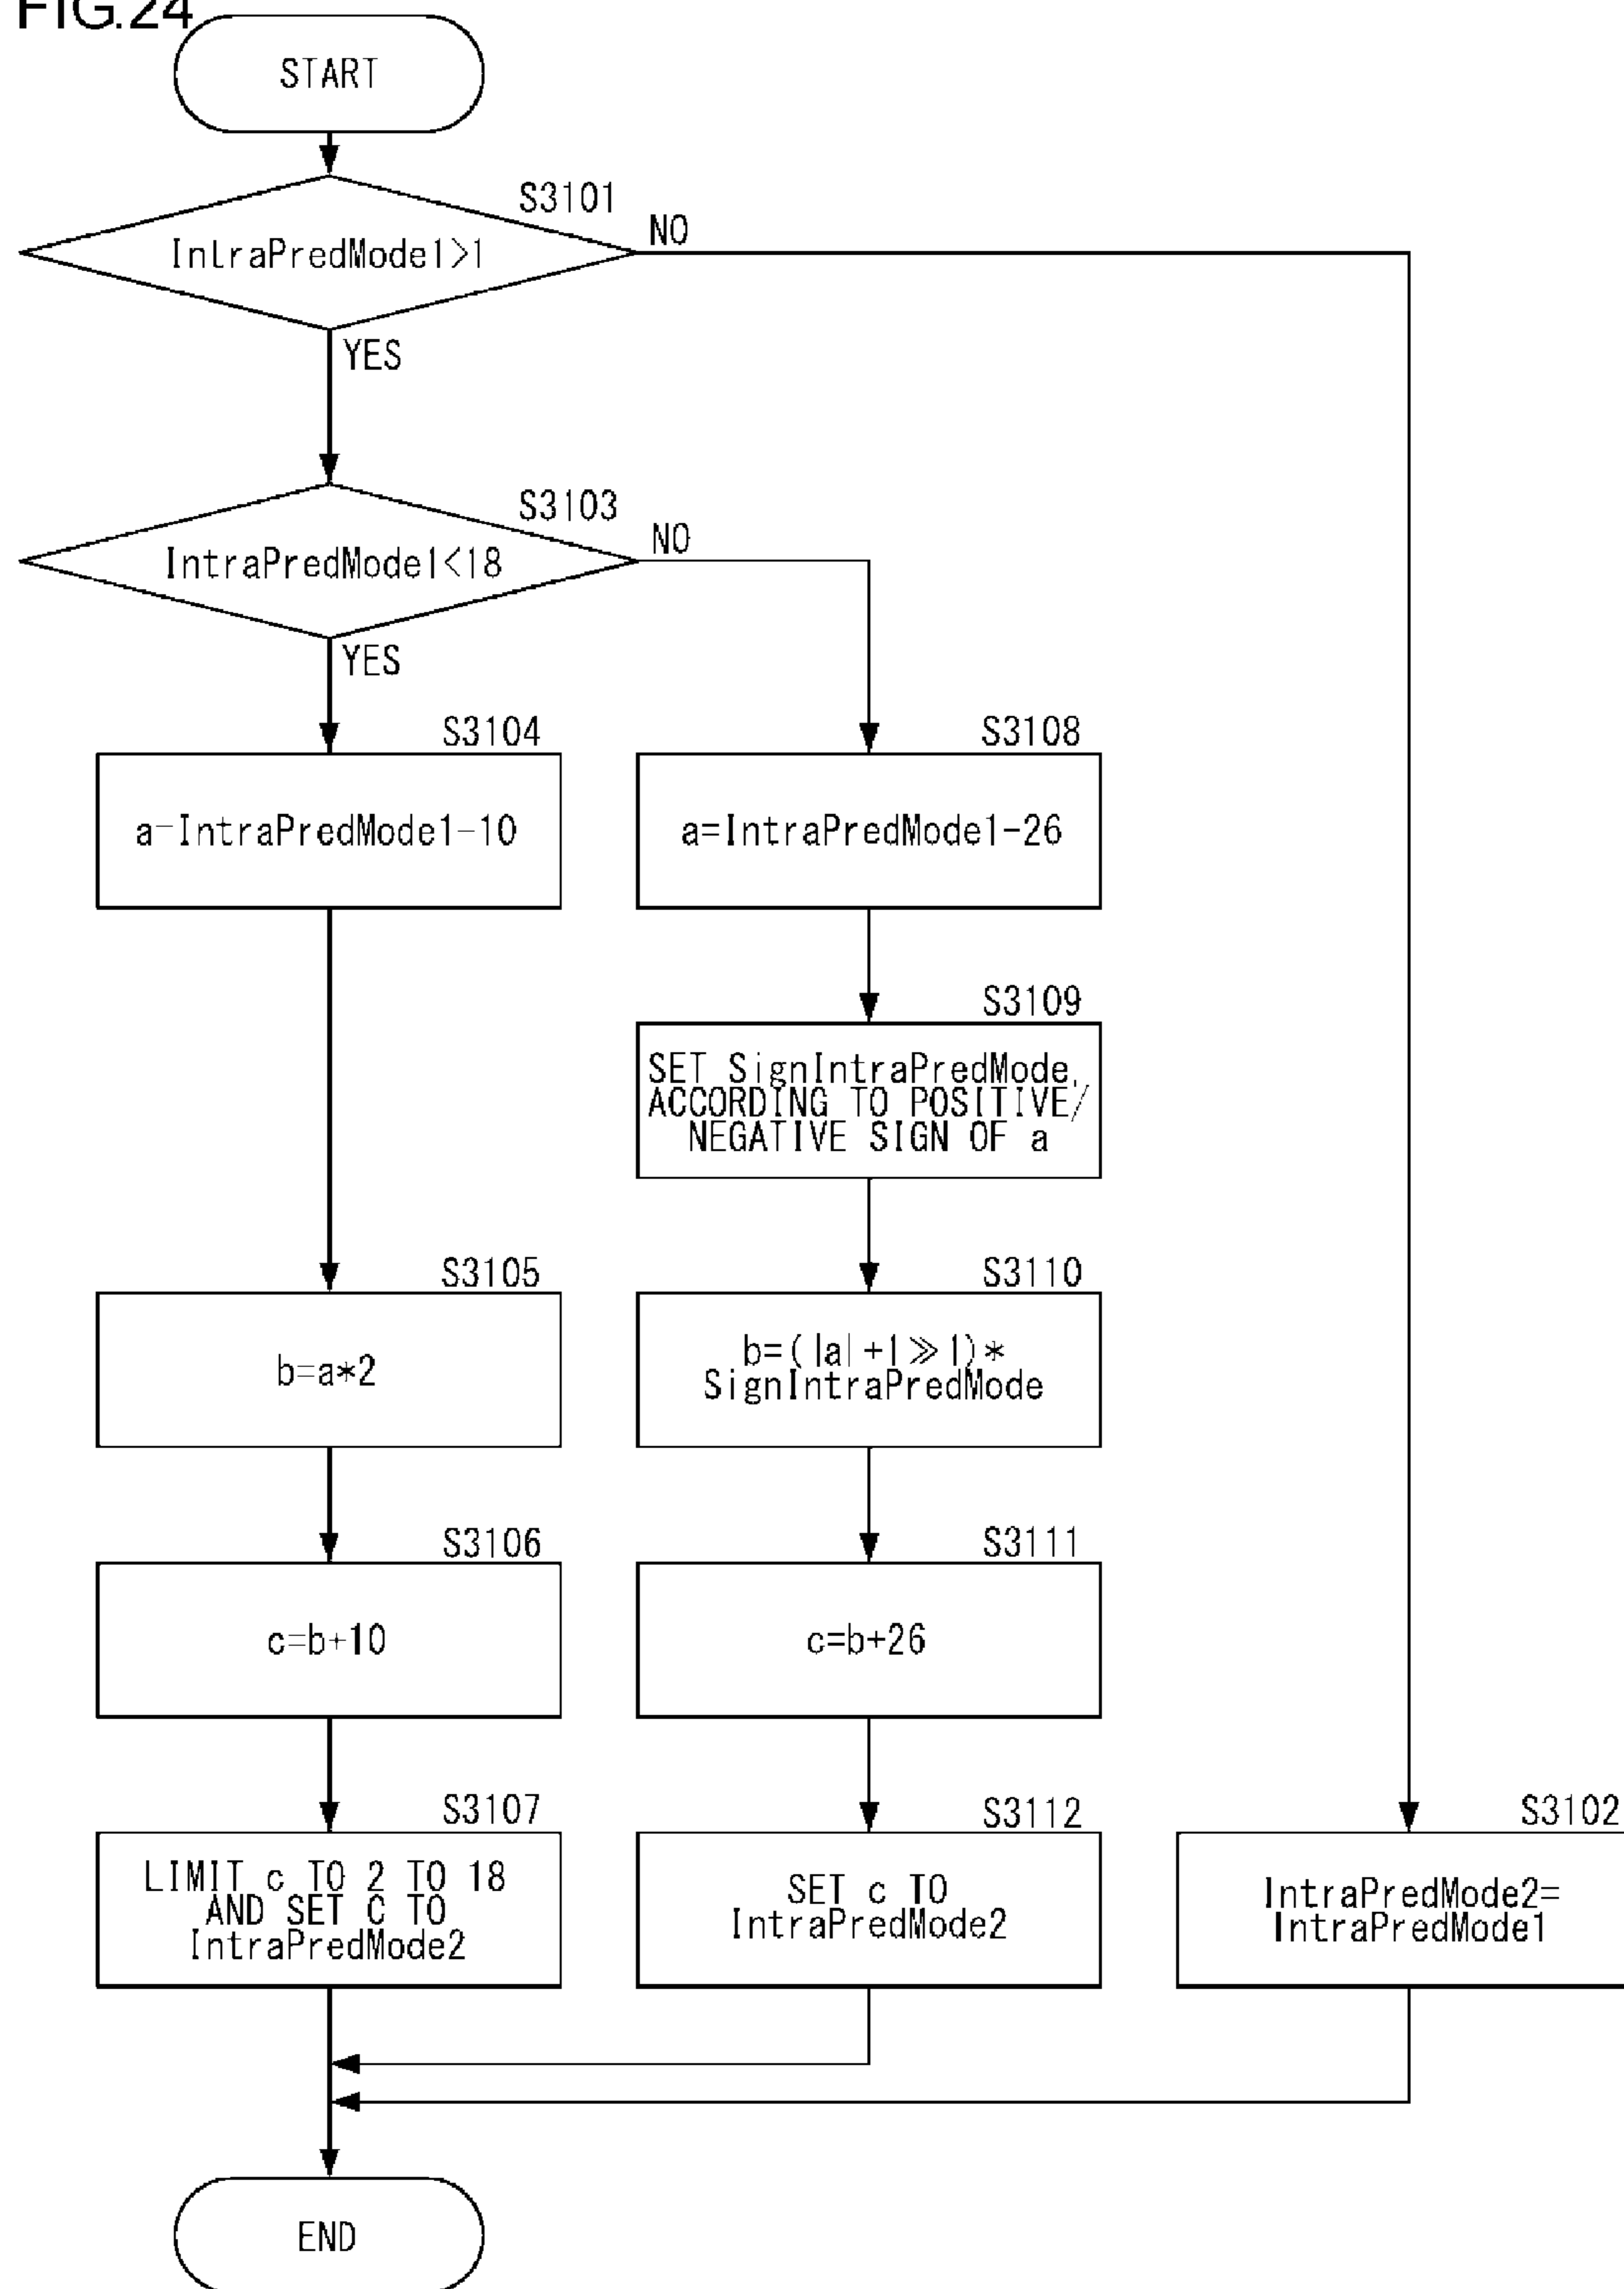 FIG.24
START
S3101
IntraPredMode1>1
NO
YES
S3103
IntraPredMode1<18
NO
YES
S3104
a-IntraPredMode1-10
S3108
a=IntraPredMode1-26
S3109
SET SignIntraPredMode,
ACCORDING TO POSITIVE/
NEGATIVE SIGN OF a
S3105
b=a*2
S3110
b=(|a|+1≫1)*
SignIntraPredMode
S3106
c=b+10
S3111
c=b+26
S3107
LIMIT c TO 2 TO 18
AND SET C TO
IntraPredMode2
S3112
SET c TO
IntraPredMode2
S3102
IntraPredMode2=
IntraPredMode1
END